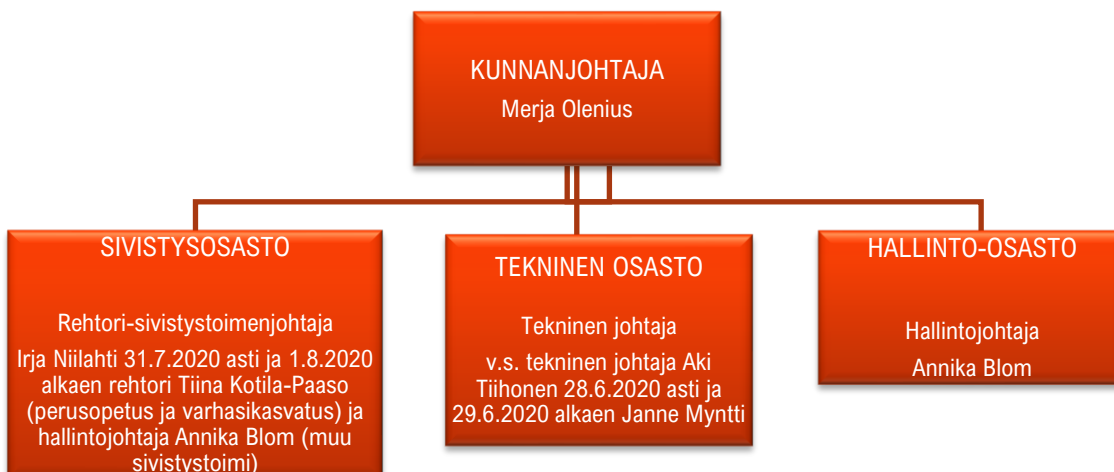 KUNNANJOHTAJA
Merja Olenius
SIVISTYSOSASTO
Rehtori-sivistystoimenjohtaja
Irja Niilahti 31.7.2020 asti ja 1.8.2020
alkaen rehtori Tiina Kotila-Paaso
(perusopetus ja varhasikasvatus) ja
hallintojohtaja Annika Blom (muu
sivistystoimi)
TEKNINEN OSASTO
Tekninen johtaja
v.s. tekninen johtaja Aki
Tiihonen 28.6.2020 asti ja
29.6.2020 alkaen Janne Myntti
HALLINTO-OSASTO
Hallintojohtaja
Annika Blom